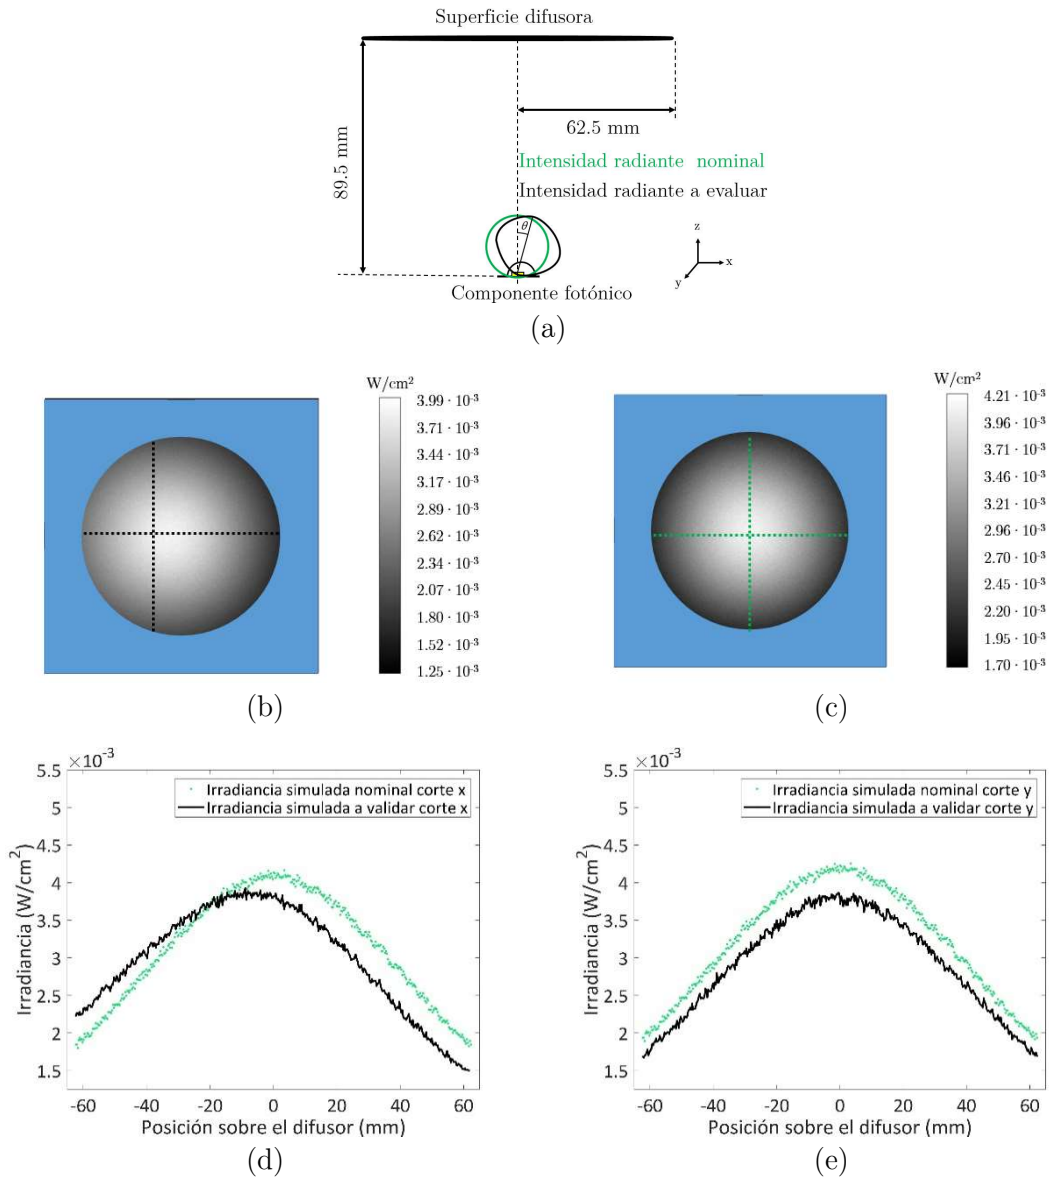 Superficie difusora
62.5 mm
89.5 mm
Intensidad radiante nominal
Intensidad radiante a evaluar
θ
z
x
y
Componente fotónico
(a)
W/cm²
3.99 · 10⁻³
3.71 · 10⁻³
3.44 · 10⁻³
3.17 · 10⁻³
2.89 · 10⁻³
2.62 · 10⁻³
2.34 · 10⁻³
2.07 · 10⁻³
1.80 · 10⁻³
1.52 · 10⁻³
1.25 · 10⁻³
(b)
W/cm²
4.21 · 10⁻³
3.96 · 10⁻³
3.71 · 10⁻³
3.46 · 10⁻³
3.21 · 10⁻³
2.96 · 10⁻³
2.70 · 10⁻³
2.45 · 10⁻³
2.20 · 10⁻³
1.95 · 10⁻³
1.70 · 10⁻³
(c)
×10⁻³
5.5
5
4.5
4
3.5
3
2.5
2
1.5
Irradiancia (W/cm²)
Irradiancia simulada nominal corte x
Irradiancia simulada a validar corte x
-60 -40 -20 0 20 40 60
Posición sobre el difusor (mm)
(d)
×10⁻³
5.5
5
4.5
4
3.5
3
2.5
2
1.5
Irradiancia (W/cm²)
Irradiancia simulada nominal corte y
Irradiancia simulada a validar corte y
-60 -40 -20 0 20 40 60
Posición sobre el difusor (mm)
(e)